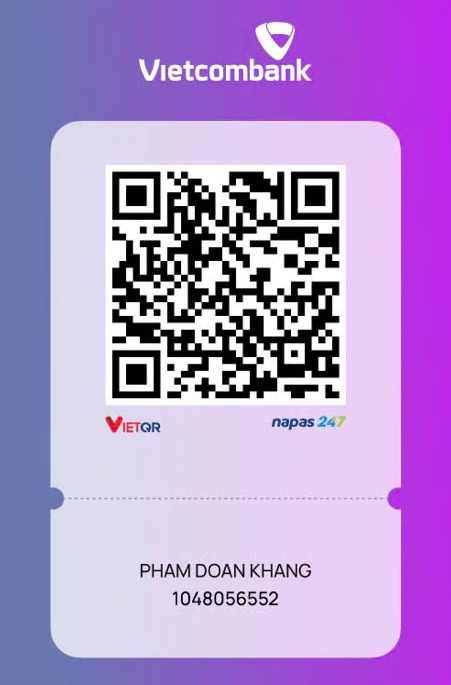 Vietcombank
VIETQR
napas 247
PHAM DOAN KHANG
1048056552